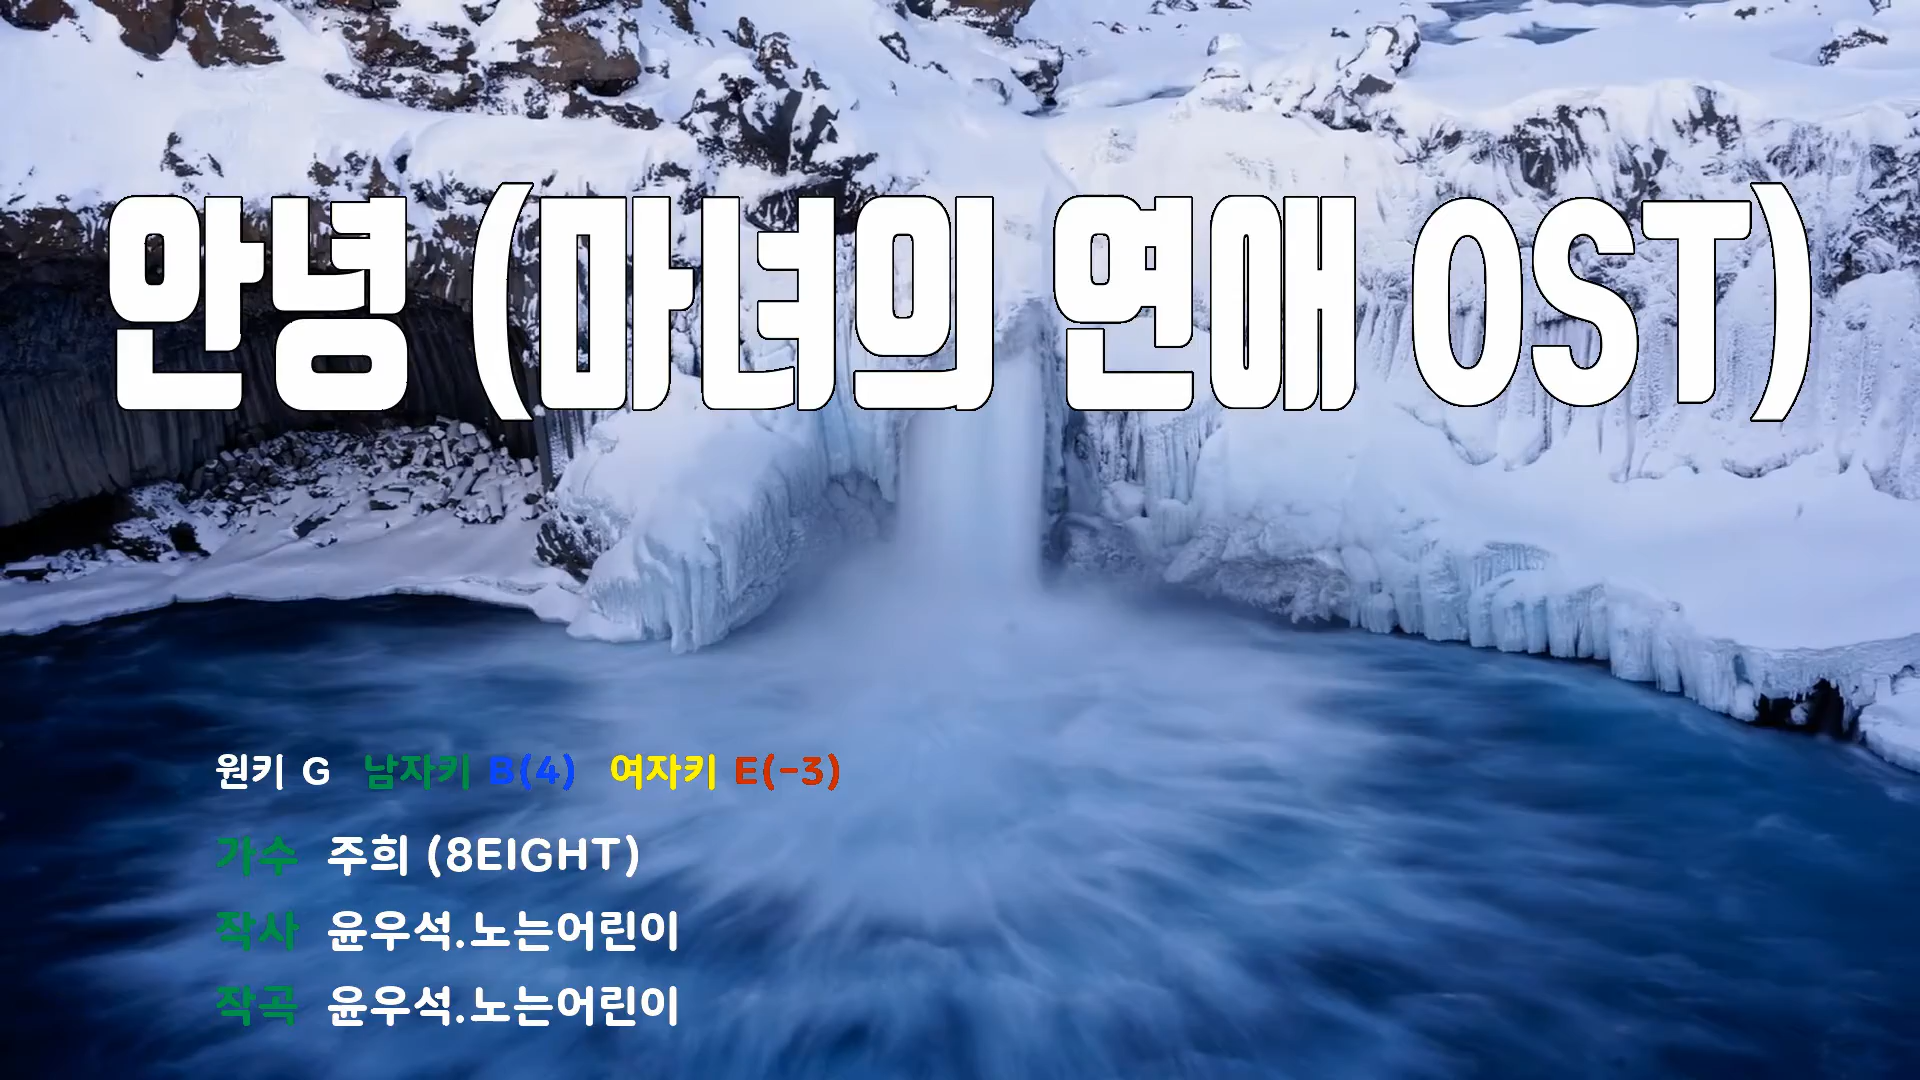 안녕 (마녀의 연애 OST)
원키 G 남자키 B(4) 여자키 E(-3)
가수 주희 (8EIGHT)
작사 윤우석.노는어린이
작곡 윤우석.노는어린이